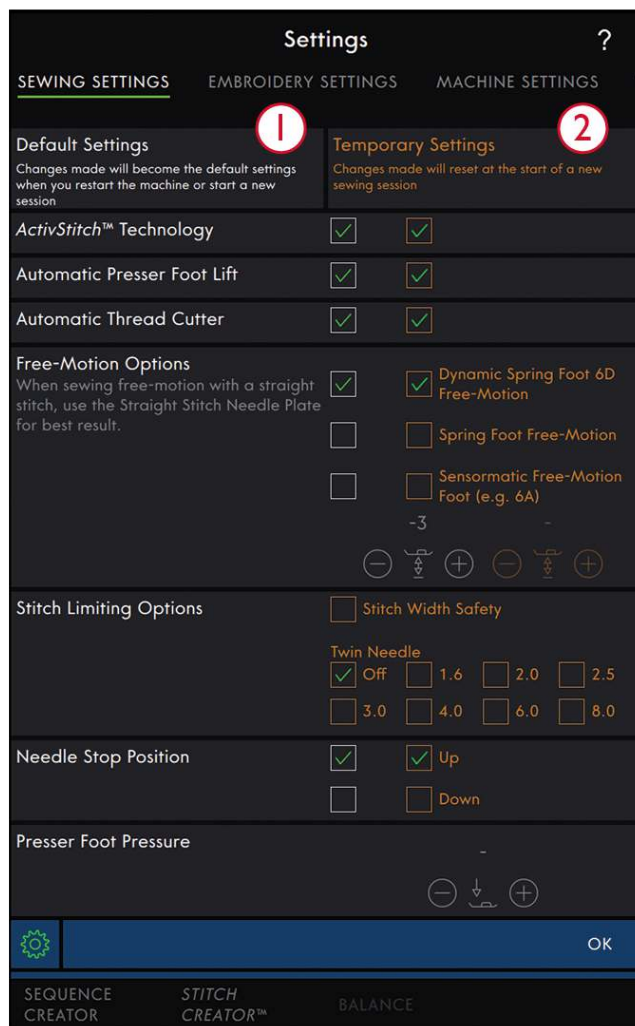 Settings
?
SEWING SETTINGS EMBROIDERY SETTINGS MACHINE SETTINGS
1 2
Default Settings
Changes made will become the default settings
when you restart the machine or start a new
session
Temporary Settings
Changes made will reset at the start of a new
sewing session
ActivStitch™ Technology
Automatic Presser Foot Lift
Automatic Thread Cutter
Free-Motion Options
When sewing free-motion with a straight
stitch, use the Straight Stitch Needle Plate
for best result.
Dynamic Spring Foot 6D
Free-Motion
Spring Foot Free-Motion
Sensormatic Free-Motion
Foot (e.g. 6A)
-3 -
Stitch Limiting Options
Stitch Width Safety
Twin Needle
Off 1.6 2.0 2.5
3.0 4.0 6.0 8.0
Needle Stop Position
Up
Down
Presser Foot Pressure
-
OK
SEQUENCE
CREATOR
STITCH
CREATOR™
BALANCE